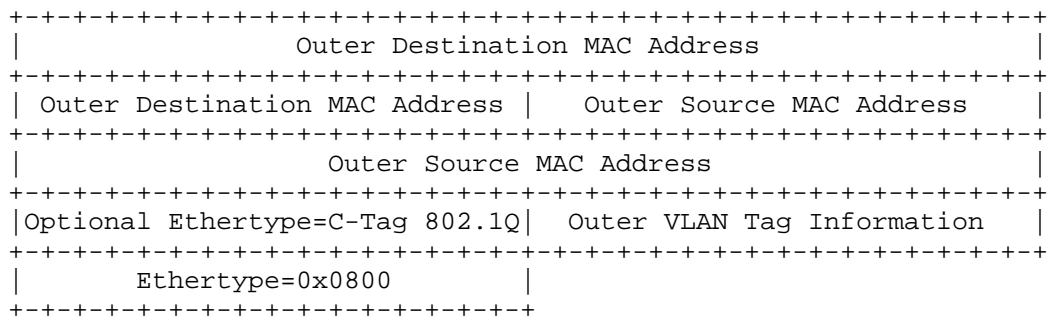 +-+-+-+-+-+-+-+-+-+-+-+-+-+-+-+-+-+-+-+-+-+-+-+-+-+-+-+-+-+-+-+-+
|                 Outer Destination MAC Address                 |
+-+-+-+-+-+-+-+-+-+-+-+-+-+-+-+-+-+-+-+-+-+-+-+-+-+-+-+-+-+-+-+-+
| Outer Destination MAC Address |   Outer Source MAC Address    |
+-+-+-+-+-+-+-+-+-+-+-+-+-+-+-+-+-+-+-+-+-+-+-+-+-+-+-+-+-+-+-+-+
|                   Outer Source MAC Address                    |
+-+-+-+-+-+-+-+-+-+-+-+-+-+-+-+-+-+-+-+-+-+-+-+-+-+-+-+-+-+-+-+-+
|Optional Ethertype=C-Tag 802.1Q|  Outer VLAN Tag Information   |
+-+-+-+-+-+-+-+-+-+-+-+-+-+-+-+-+-+-+-+-+-+-+-+-+-+-+-+-+-+-+-+-+
|       Ethertype=0x0800        |
+-+-+-+-+-+-+-+-+-+-+-+-+-+-+-+-+